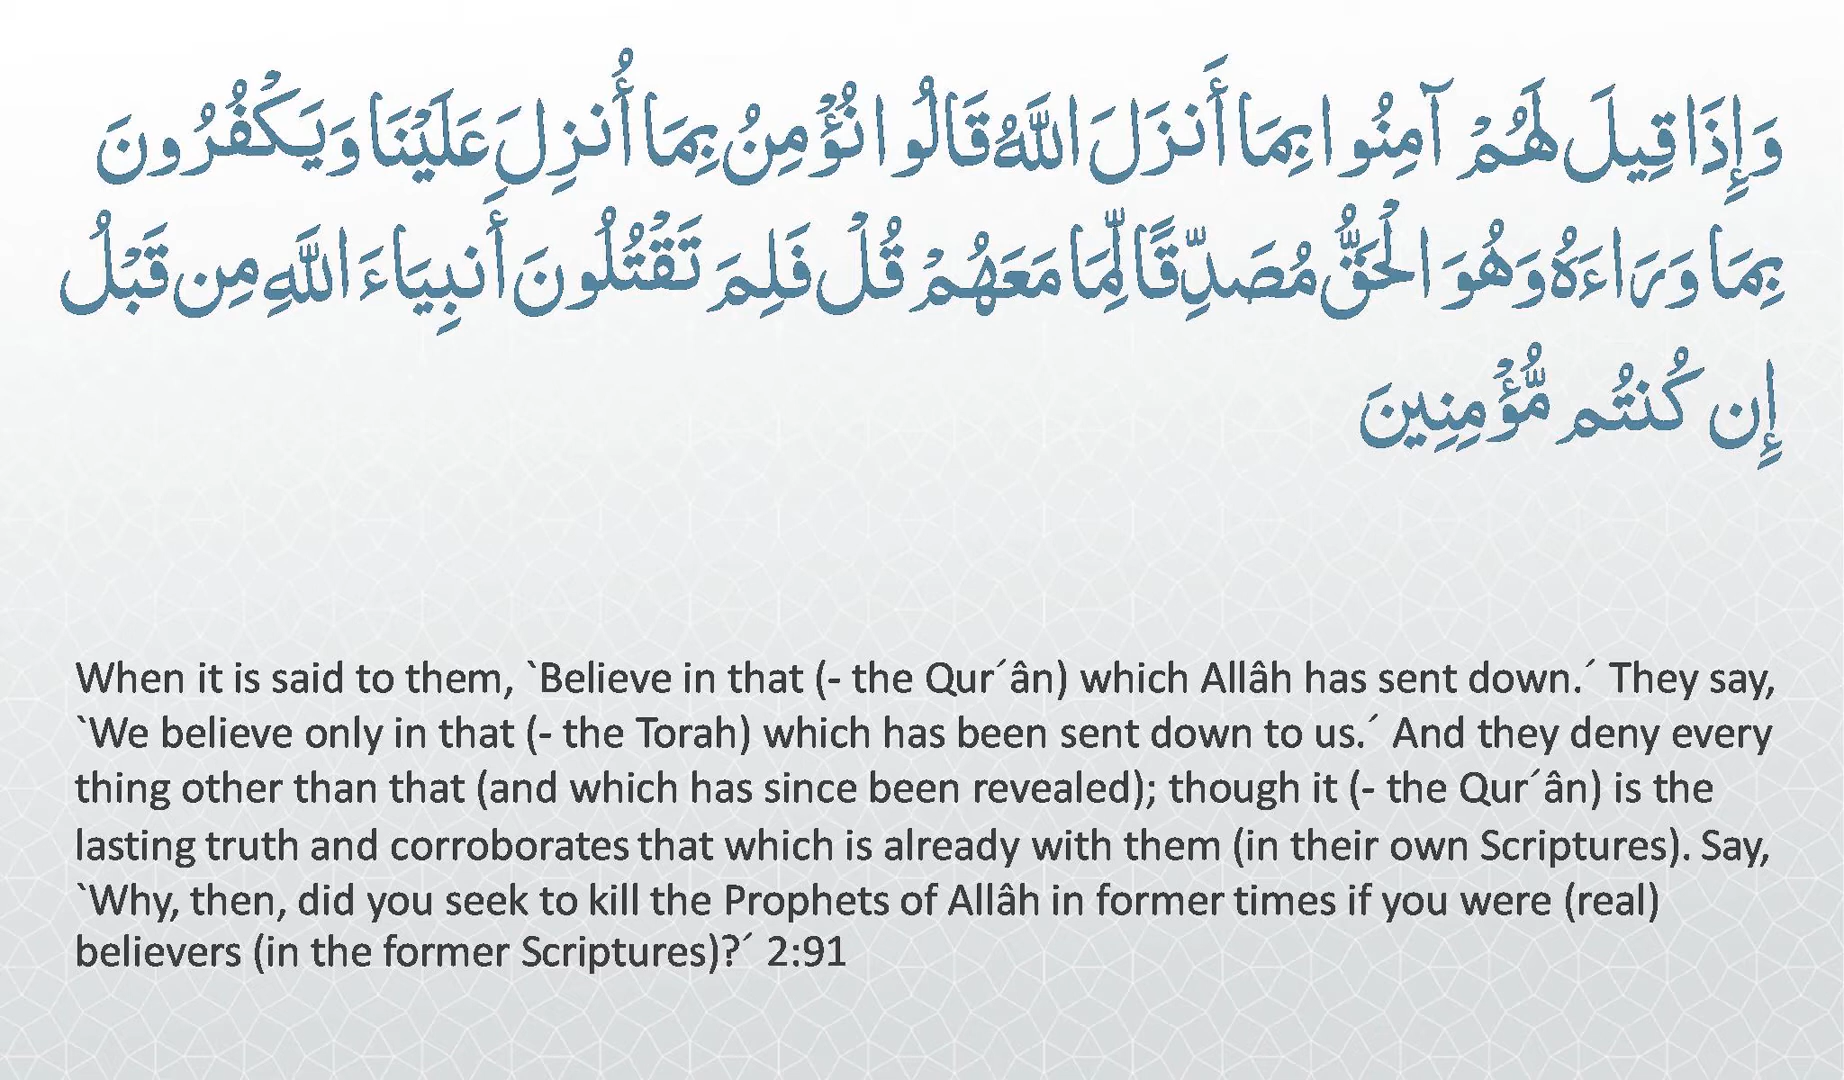 وَإِذَا قِيلَ لَهُمْ آمِنُوا بِمَا أَنزَلَ اللَّهُ قَالُوا نُؤْمِنُ بِمَا أُنزِلَ عَلَيْنَا وَيَكْفُرُونَ
بِمَا وَرَاءَهُ وَهُوَ الْحَقُّ مُصَدِّقًا لِّمَا مَعَهُمْ قُلْ فَلِمَ تَقْتُلُونَ أَنبِيَاءَ اللَّهِ مِن قَبْلُ
إِن كُنتُم مُّؤْمِنِينَ
When it is said to them, `Believe in that (- the Qur´ân) which Allâh has sent down.´ They say,
`We believe only in that (- the Torah) which has been sent down to us.´ And they deny every
thing other than that (and which has since been revealed); though it (- the Qur´ân) is the
lasting truth and corroborates that which is already with them (in their own Scriptures). Say,
`Why, then, did you seek to kill the Prophets of Allâh in former times if you were (real)
believers (in the former Scriptures)?´ 2:91